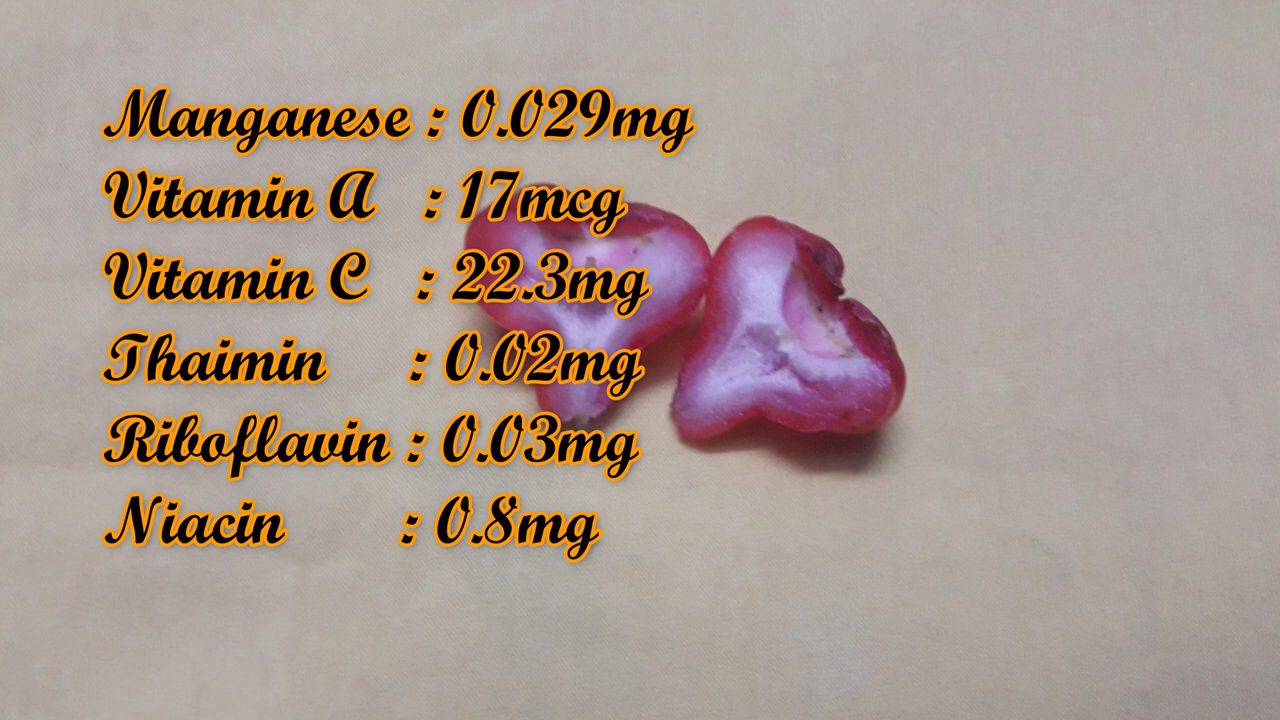 Manganese : 0.029mg
Vitamin A : 17mcg
Vitamin C : 22.3mg
Thaimin : 0.02mg
Riboflavin : 0.03mg
Niacin : 0.8mg